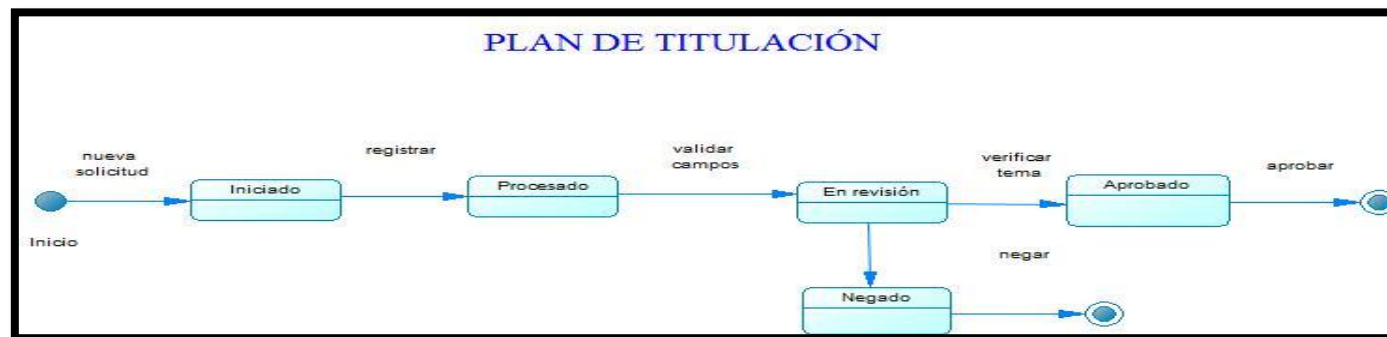 PLAN DE TITULACIÓN
nueva
solicitud
Inicio
Iniciado
registrar
Procesado
validar
campos
En revisión
verificar
tema
Aprobado
aprobar
Negado
negar